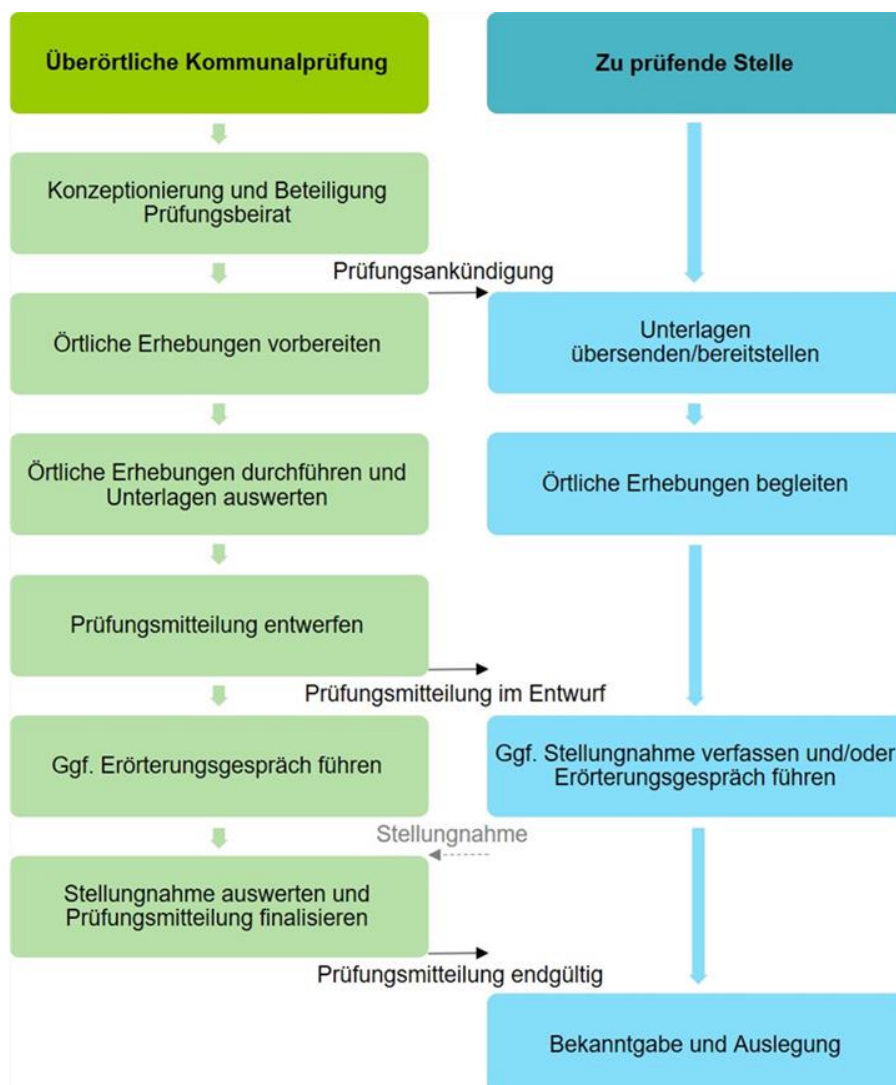 Überörtliche Kommunalprüfung
Zu prüfende Stelle
Konzeptionierung und Beteiligung
Prüfungsbeirat
Prüfungsankündigung
Örtliche Erhebungen vorbereiten
Unterlagen
übersenden/bereitstellen
Örtliche Erhebungen durchführen und
Unterlagen auswerten
Örtliche Erhebungen begleiten
Prüfungsmitteilung entwerfen
Prüfungsmitteilung im Entwurf
Ggf. Erörterungsgespräch führen
Ggf. Stellungnahme verfassen und/oder
Erörterungsgespräch führen
Stellungnahme
Stellungnahme auswerten und
Prüfungsmitteilung finalisieren
Prüfungsmitteilung endgültig
Bekanntgabe und Auslegung